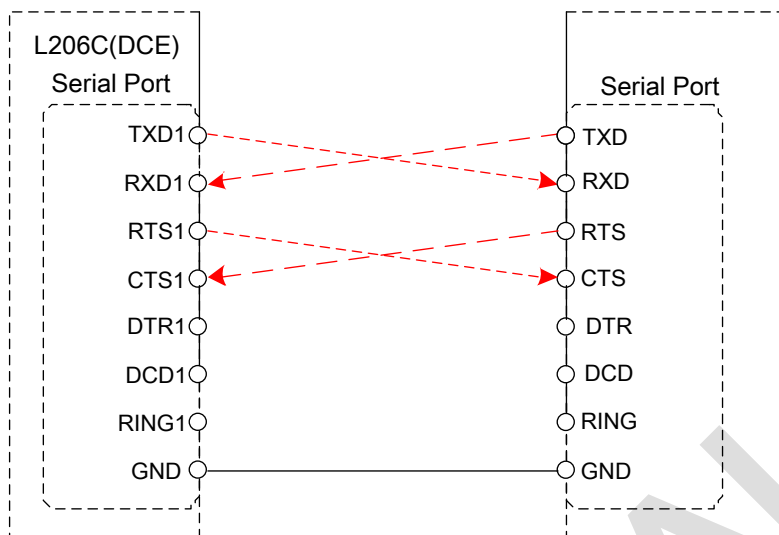 L206C(DCE)
Serial Port
TXD1
RXD1
RTS1
CTS1
DTR1
DCD1
RING1
GND
Serial Port
TXD
RXD
RTS
CTS
DTR
DCD
RING
GND